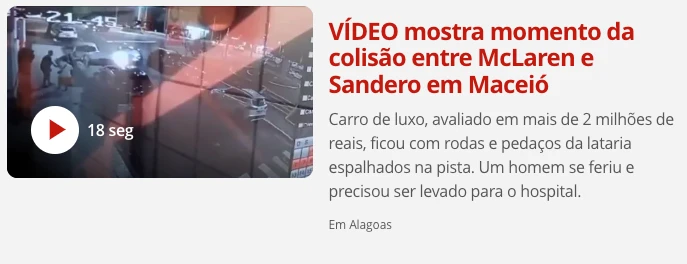 21:45
18 seg
VÍDEO mostra momento da
colisão entre McLaren e
Sandero em Maceió
Carro de luxo, avaliado em mais de 2 milhões de
reais, ficou com rodas e pedaços da lataria
espalhados na pista. Um homem se feriu e
precisou ser levado para o hospital.
Em Alagoas